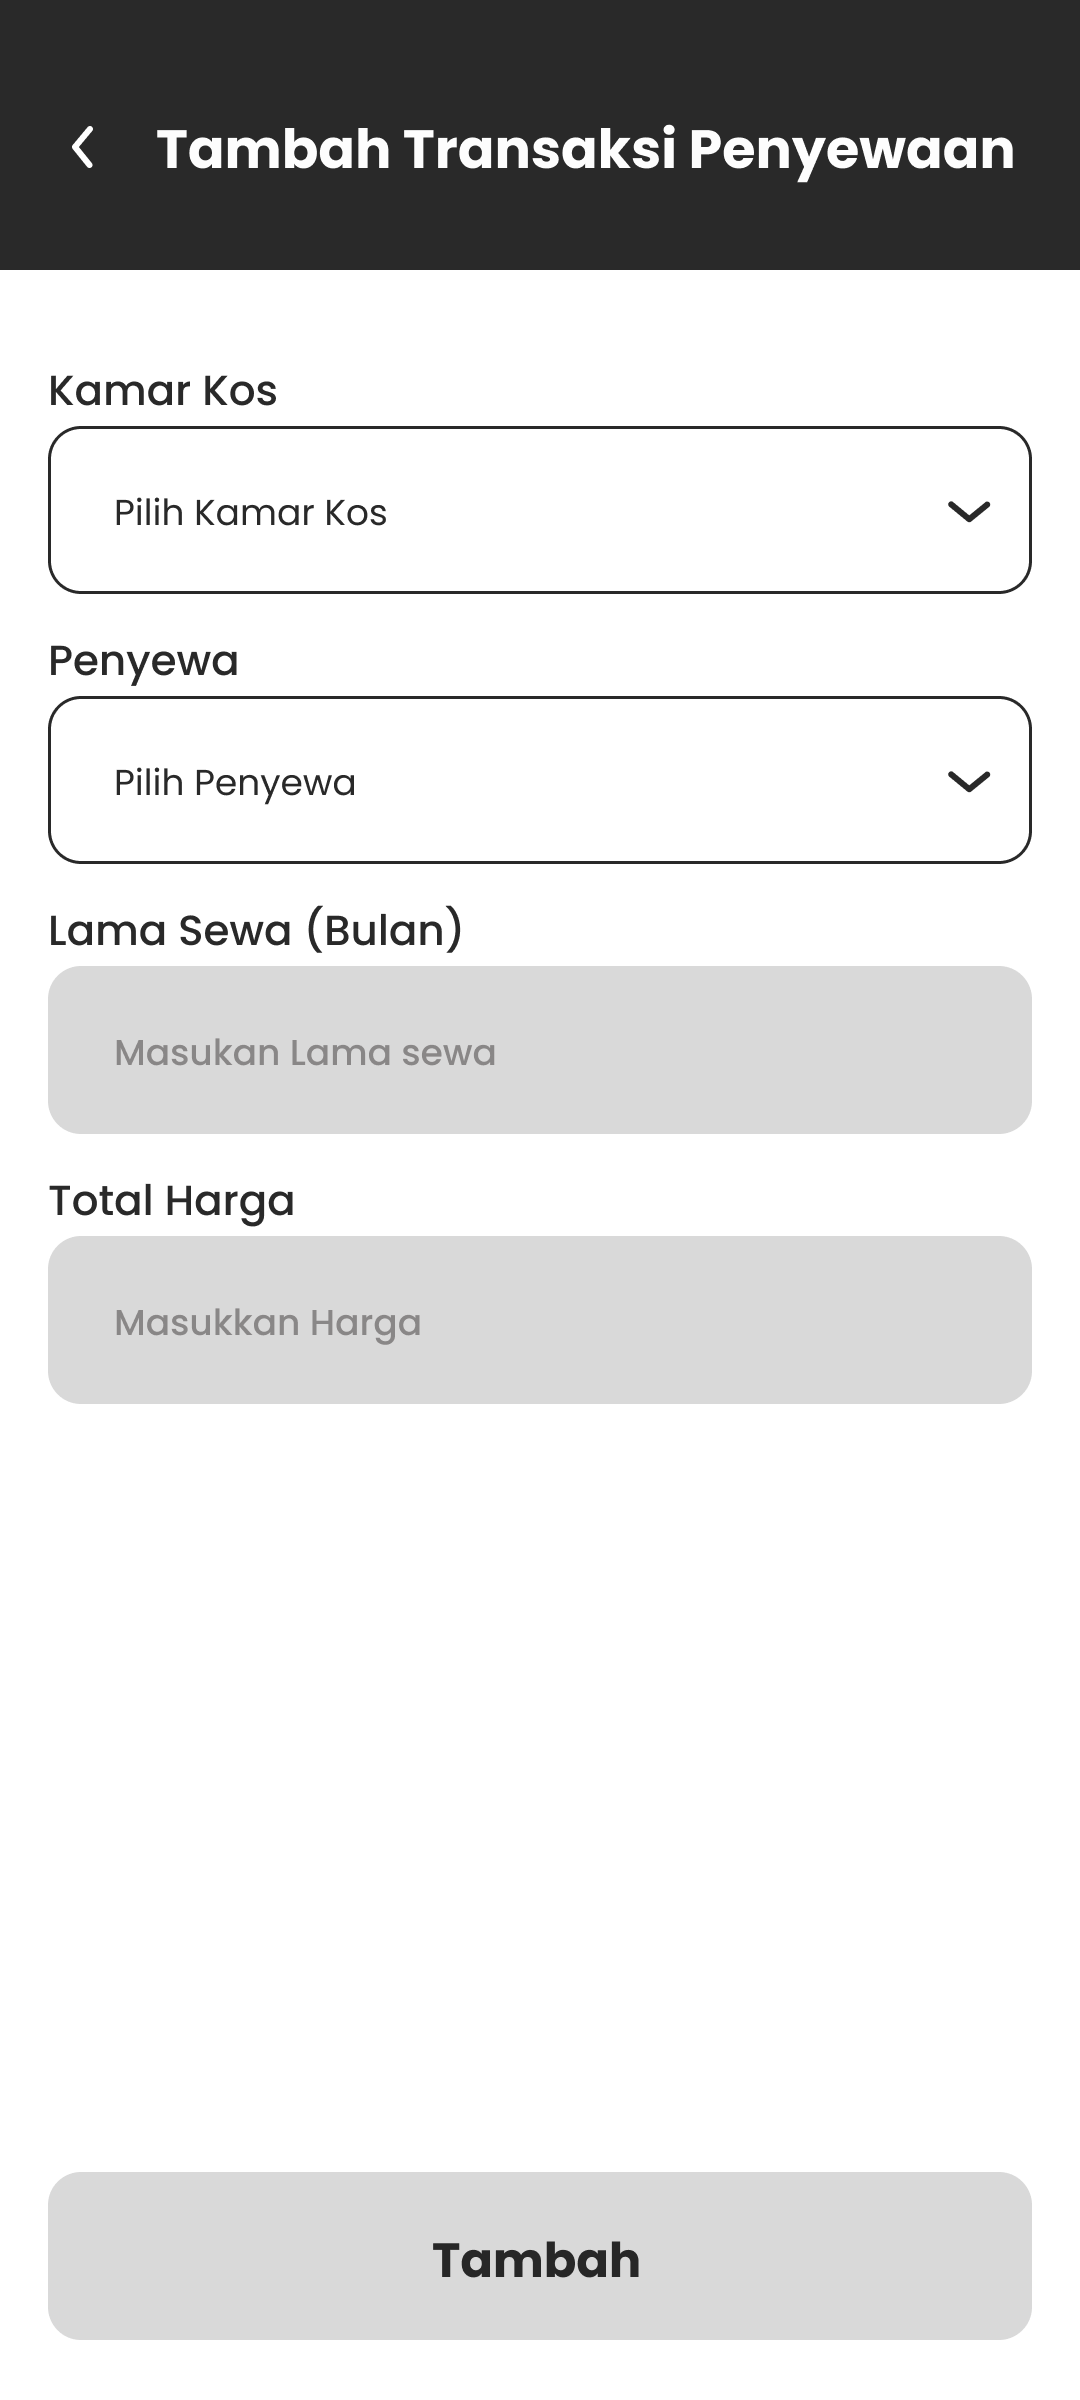 Tambah Transaksi Penyewaan
Kamar Kos
Pilih Kamar Kos
Penyewa
Pilih Penyewa
Lama Sewa (Bulan)
Masukan Lama sewa
Total Harga
Masukkan Harga
Tambah